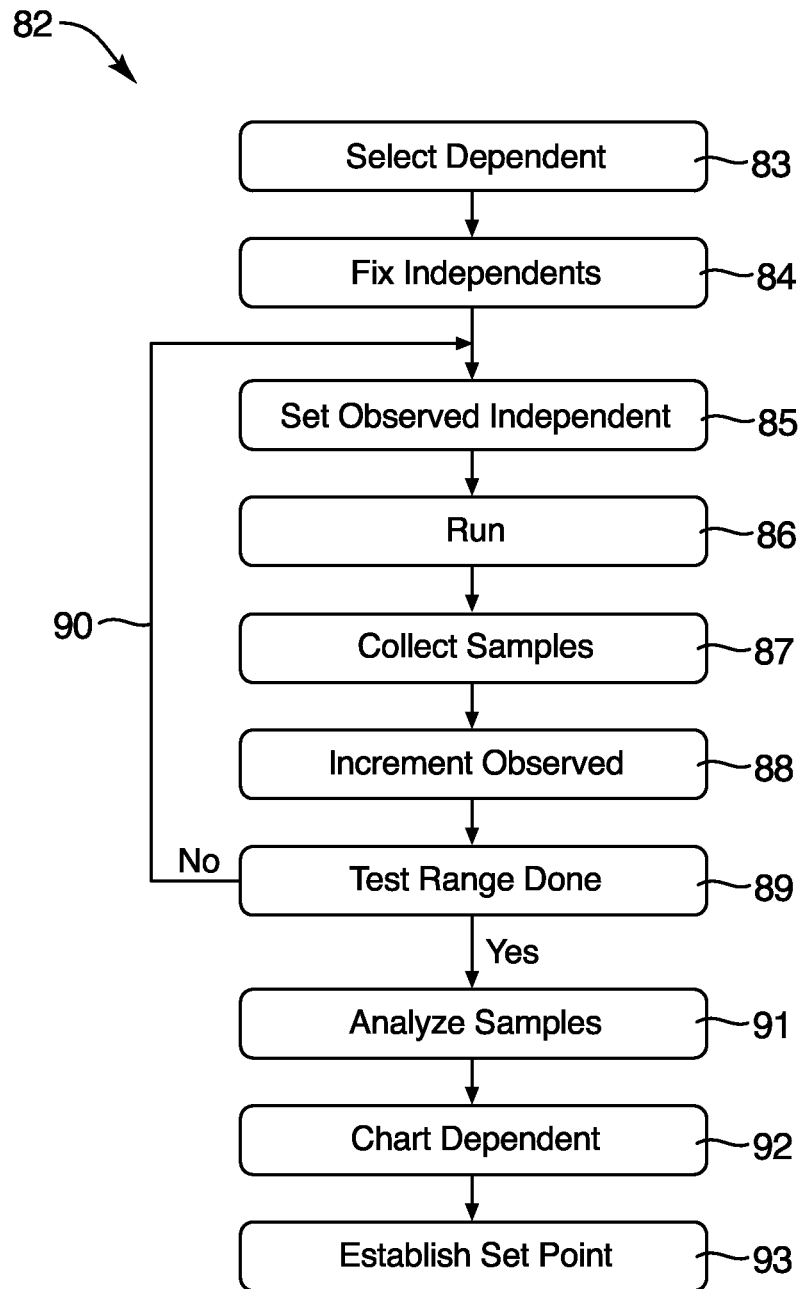 82
Select Dependent 83
Fix Independents 84
Set Observed Independent 85
Run 86
90
Collect Samples 87
Increment Observed 88
No
Test Range Done 89
Yes
Analyze Samples 91
Chart Dependent 92
Establish Set Point 93